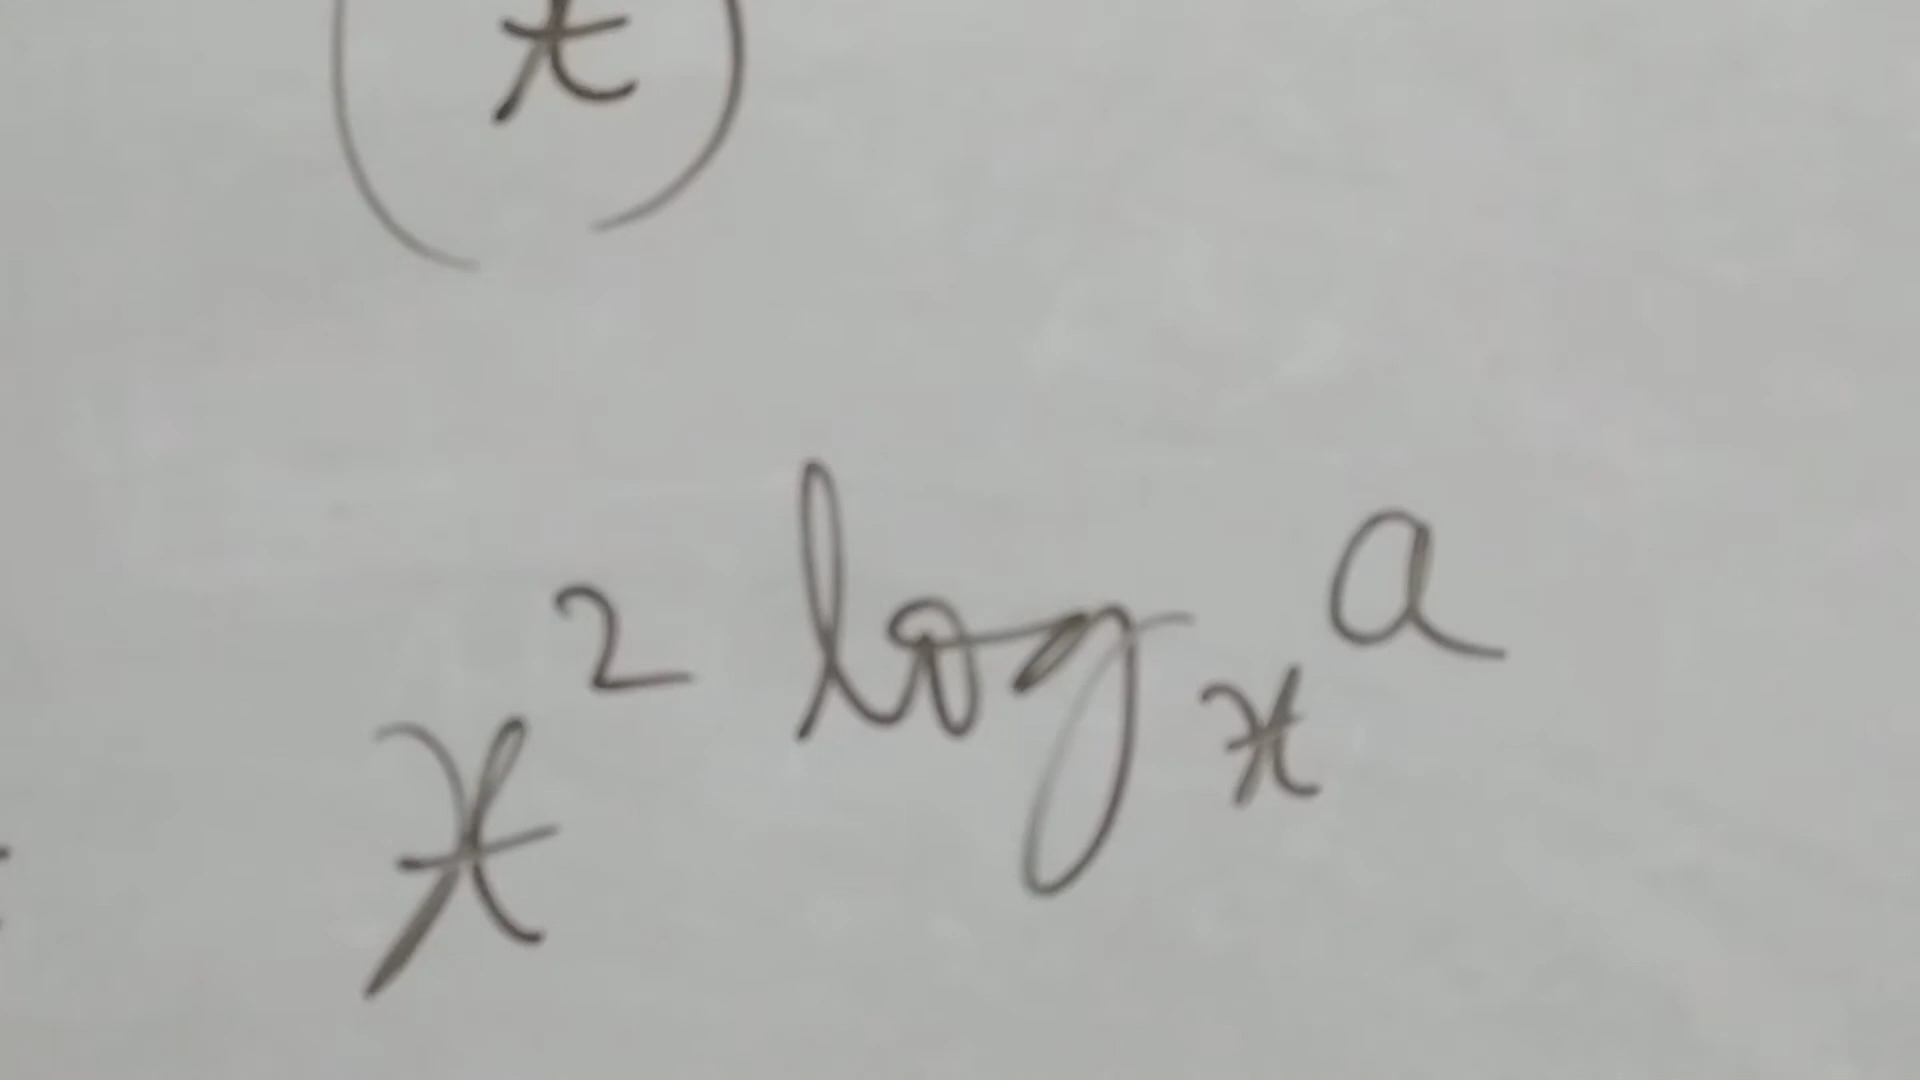 (x)
x^{2 log_x a}